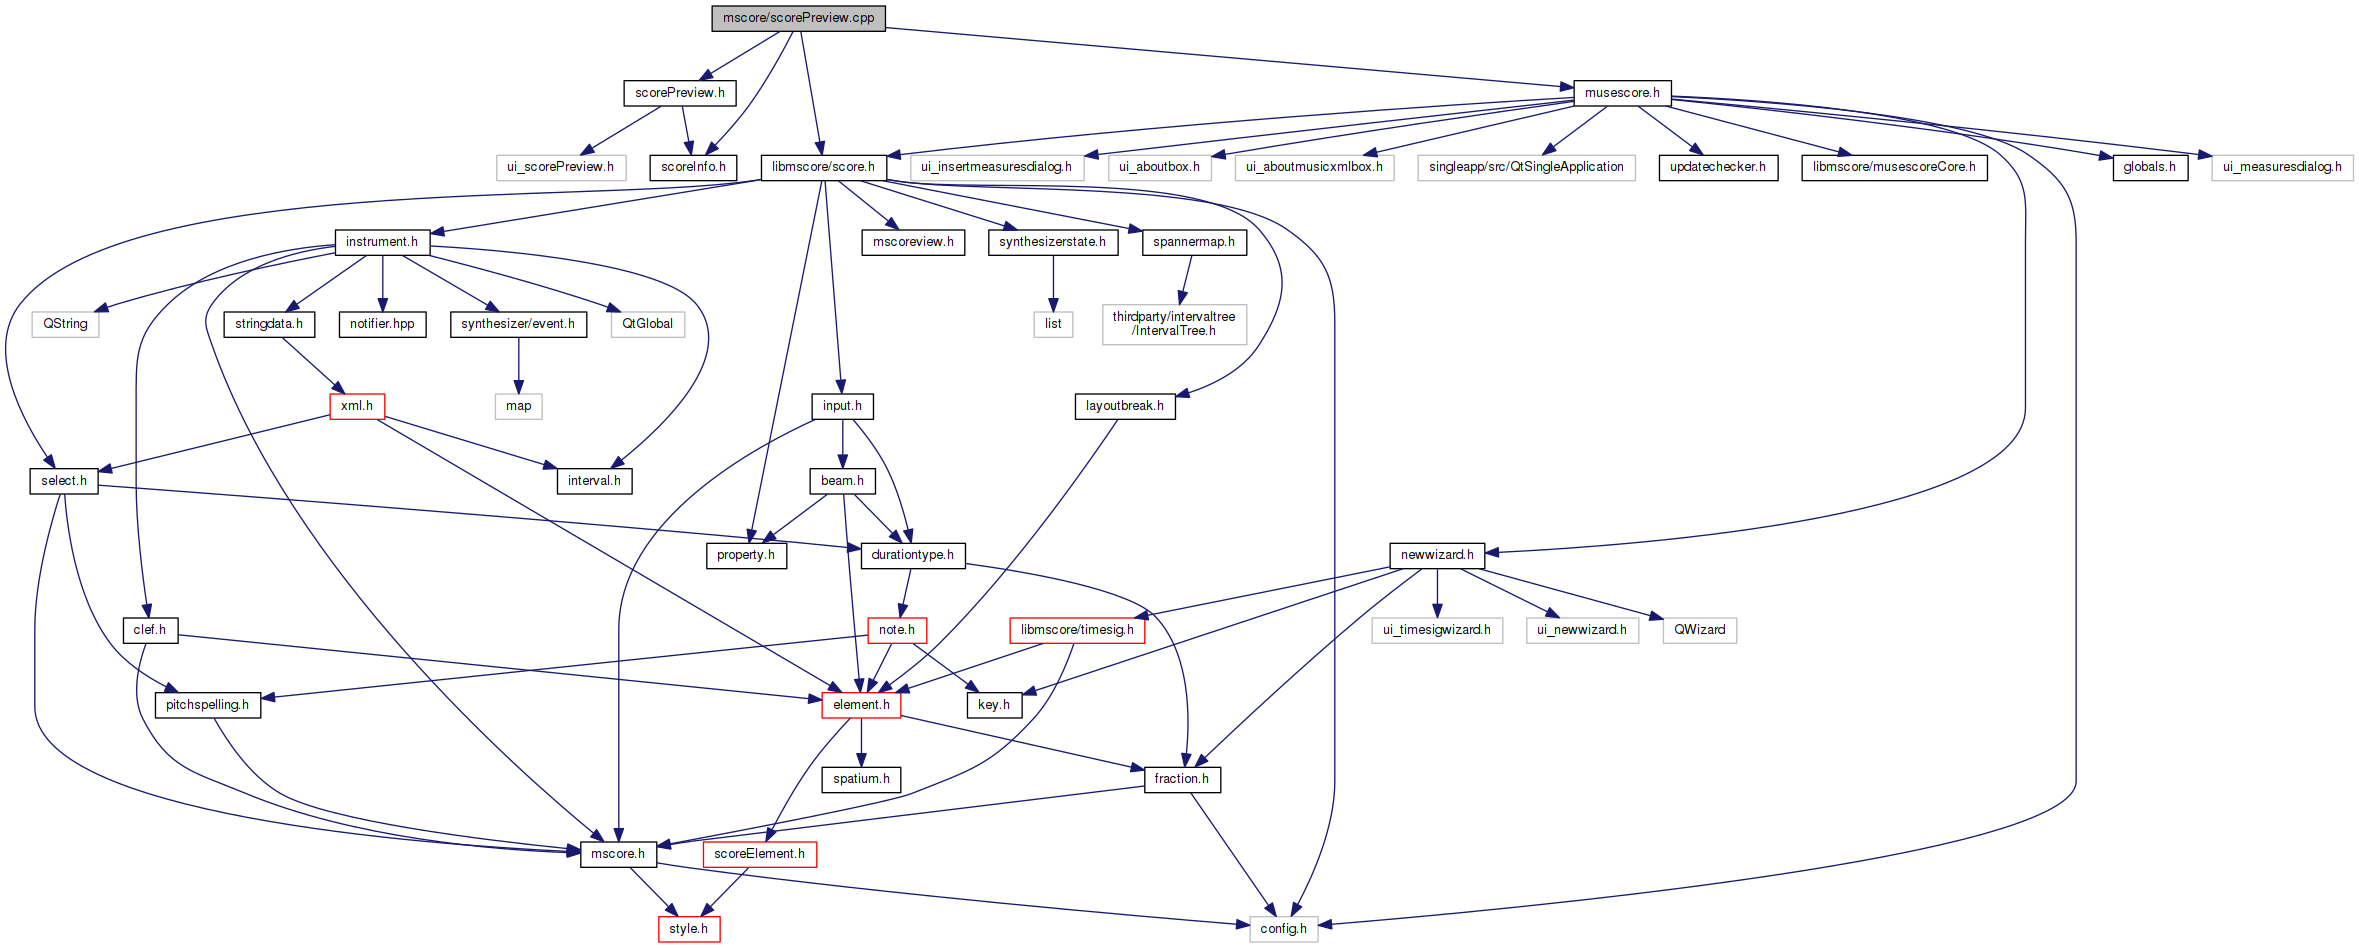 mscore/scorePreview.cpp
scorePreview.h
musescore.h
ui_scorePreview.h
scoreInfo.h
libmscore/score.h
ui_insertmeasuresdialog.h
ui_aboutbox.h
ui_aboutmusicxmlbox.h
singleapp/src/QtSingleApplication
updatechecker.h
libmscore/musescoreCore.h
globals.h
ui_measuresdialog.h
instrument.h
mscoreview.h
synthesizerstate.h
spannermap.h
QString
stringdata.h
notifier.hpp
synthesizer/event.h
QtGlobal
list
thirdparty/intervaltree
/IntervalTree.h
xml.h
map
input.h
layoutbreak.h
select.h
interval.h
beam.h
property.h
durationtype.h
newwizard.h
clef.h
note.h
libmscore/timesig.h
ui_timesigwizard.h
ui_newwizard.h
QWizard
pitchspelling.h
element.h
key.h
spatium.h
fraction.h
mscore.h
scoreElement.h
style.h
config.h